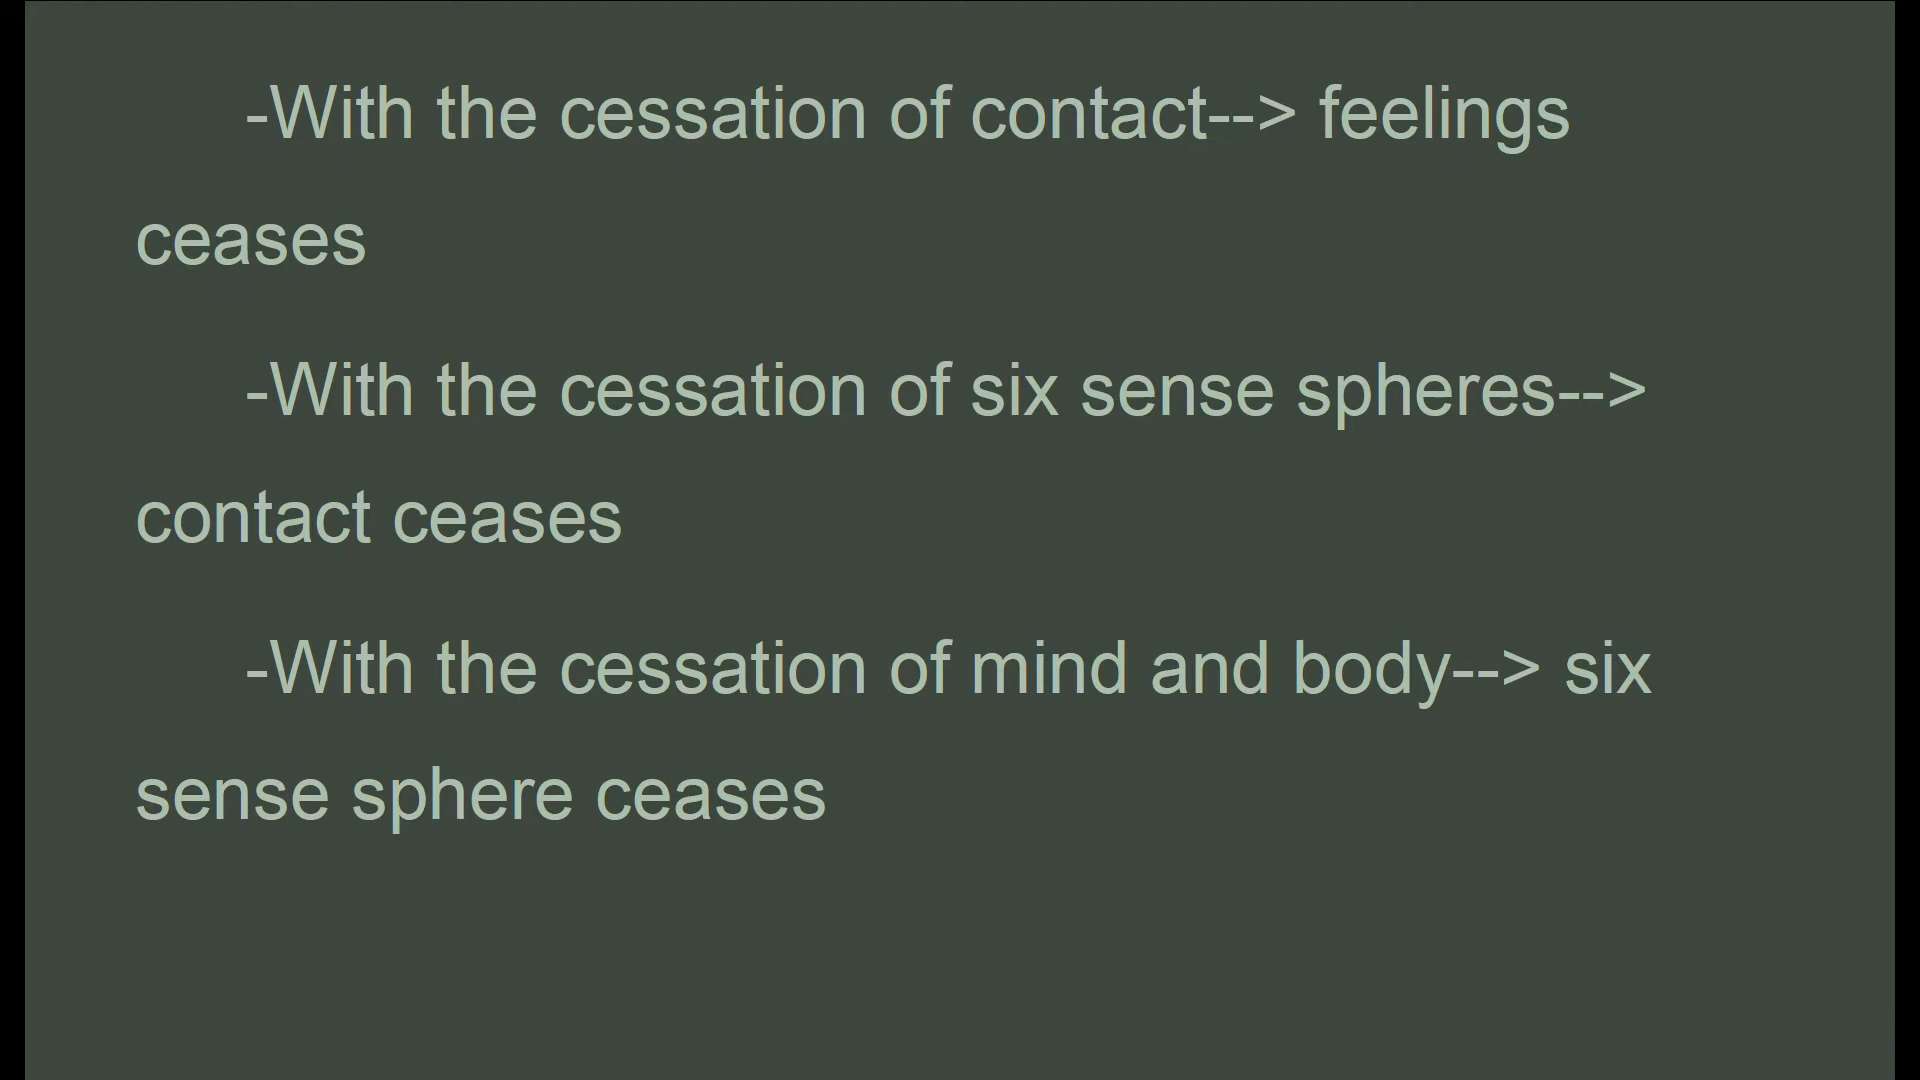 -With the cessation of contact--> feelings
ceases
-With the cessation of six sense spheres-->
contact ceases
-With the cessation of mind and body--> six
sense sphere ceases